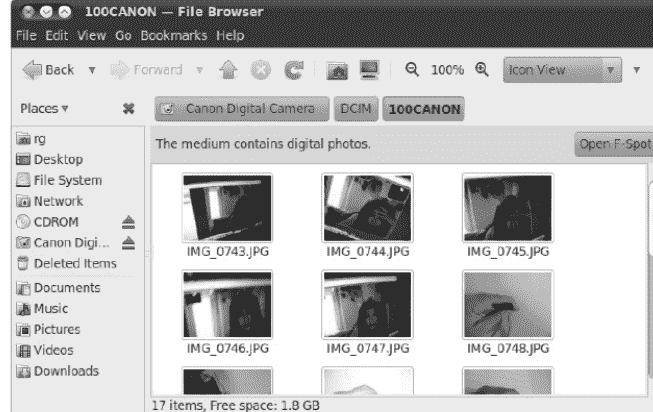 100CANON — File Browser
File Edit View Go Bookmarks Help
Back Forward 100% Icon View
Places Canon Digital Camera DCIM 100CANON
The medium contains digital photos. Open F-Spot
rg
Desktop
File System
Network
CDROM
Canon Digi...
Deleted Items
Documents
Music
Pictures
Videos
Downloads
IMG_0743.JPG IMG_0744.JPG IMG_0745.JPG
IMG_0746.JPG IMG_0747.JPG IMG_0748.JPG
17 items, Free space: 1.8 GB